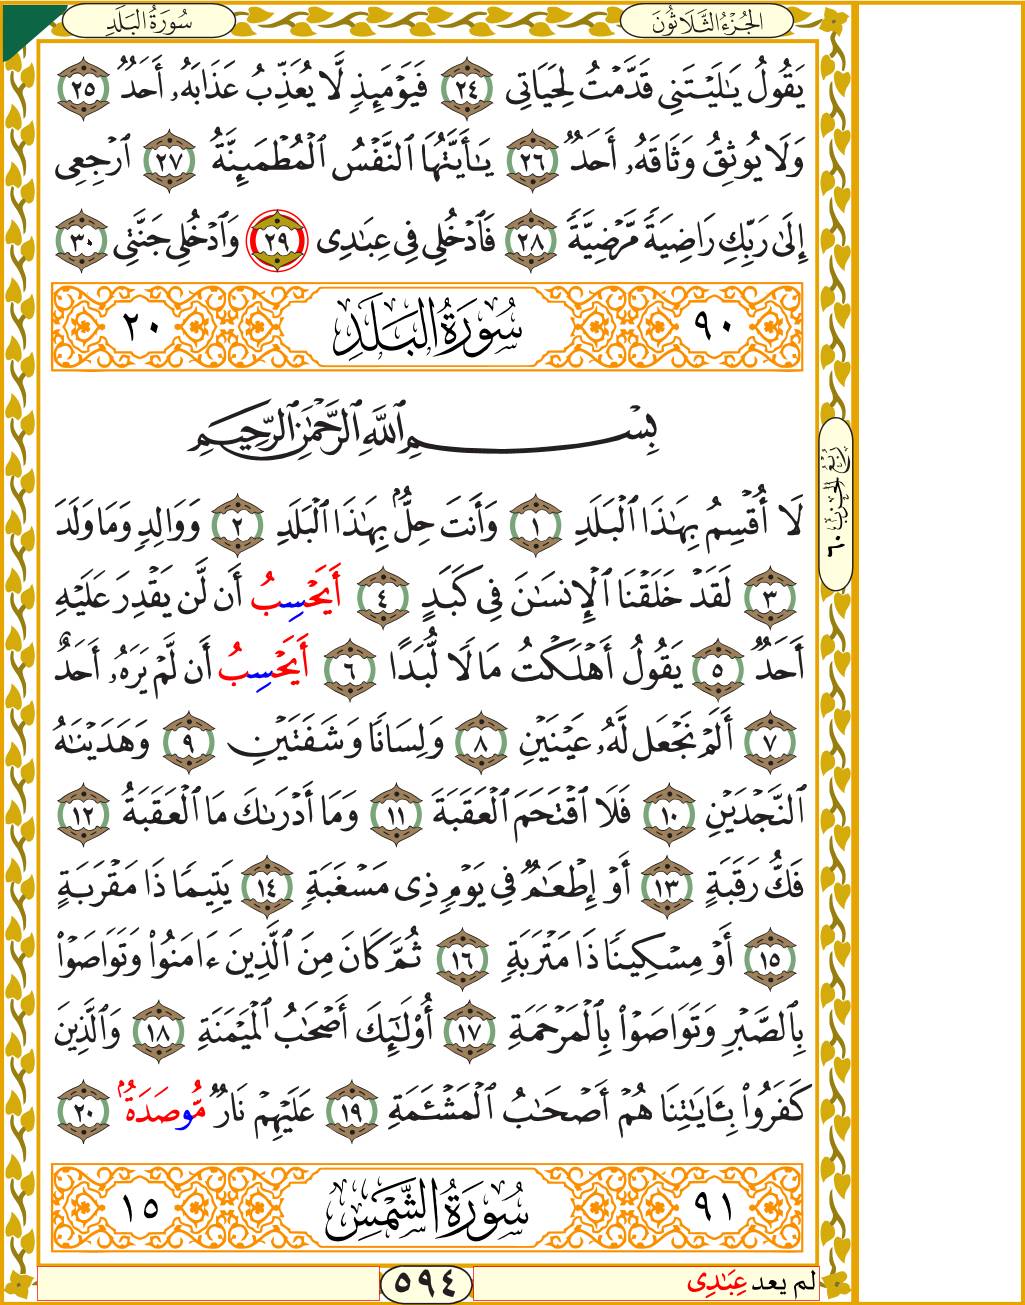 سُورَةُ البَلَدِ
الجُزْءُ الثَّلَاثُونَ
يَقُولُ يَٰلَيْتَنِي قَدَّمْتُ لِحَيَاتِي ٢٤ فَيَوْمَئِذٖ لَّا يُعَذِّبُ عَذَابَهُۥ أَحَدٞ ٢٥
وَلَا يُوثِقُ وَثَاقَهُۥ أَحَدٞ ٢٦ يَٰأَيَّتُهَا ٱلنَّفْسُ ٱلْمُطْمَئِنَّةُ ٢٧ ٱرْجِعِي
إِلَىٰ رَبِّكِ رَاضِيَةٗ مَّرْضِيَّةٗ ٢٨ فَٱدْخُلِي فِي عِبَٰدِي ٢٩ وَٱدْخُلِي جَنَّتِي ٣٠
٩٠ سُورَةُ البَلَدِ ٢٠
بِسْمِ ٱللَّهِ ٱلرَّحْمَٰنِ ٱلرَّحِيمِ
لَا أُقْسِمُ بِهَٰذَا ٱلْبَلَدِ ١ وَأَنتَ حِلُّۢ بِهَٰذَا ٱلْبَلَدِ ٢ وَوَالِدٖ وَمَا وَلَدَ
٣ لَقَدْ خَلَقْنَا ٱلْإِنسَٰنَ فِي كَبَدٍ ٤ أَيَحْسِبُ أَن لَّن يَقْدِرَ عَلَيْهِ
أَحَدٞ ٥ يَقُولُ أَهْلَكْتُ مَالٗا لُّبَدًا ٦ أَيَحْسِبُ أَن لَّمْ يَرَهُۥ أَحَدٌ
٧ أَلَمْ نَجْعَل لَّهُۥ عَيْنَيْنِ ٨ وَلِسَانٗا وَشَفَتَيْنِ ٩ وَهَدَيْنَٰهُ
ٱلنَّجْدَيْنِ ١٠ فَلَا ٱقْتَحَمَ ٱلْعَقَبَةَ ١١ وَمَا أَدْرَىٰكَ مَا ٱلْعَقَبَةُ ١٢
فَكُّ رَقَبَةٍ ١٣ أَوْ إِطْعَٰمٞ فِي يَوْمٖ ذِي مَسْغَبَةٖ ١٤ يَتِيمٗا ذَا مَقْرَبَةٍ
١٥ أَوْ مِسْكِينٗا ذَا مَتْرَبَةٖ ١٦ ثُمَّ كَانَ مِنَ ٱلَّذِينَ ءَامَنُواْ وَتَوَاصَوْاْ
بِٱلصَّبْرِ وَتَوَاصَوْاْ بِٱلْمَرْحَمَةِ ١٧ أُوْلَٰئِكَ أَصْحَٰبُ ٱلْمَيْمَنَةِ ١٨ وَٱلَّذِينَ
كَفَرُواْ بِـَٔايَٰتِنَا هُمْ أَصْحَٰبُ ٱلْمَشْـَٔمَةِ ١٩ عَلَيْهِمْ نَارٞ مُّوصَدَةُۢ ٢٠
٩١ سُورَةُ الشَّمْسِ ١٥
رُبْعُ الحِزْبِ ٦٠
لم يعد عِبَٰدِي
٥٩٤